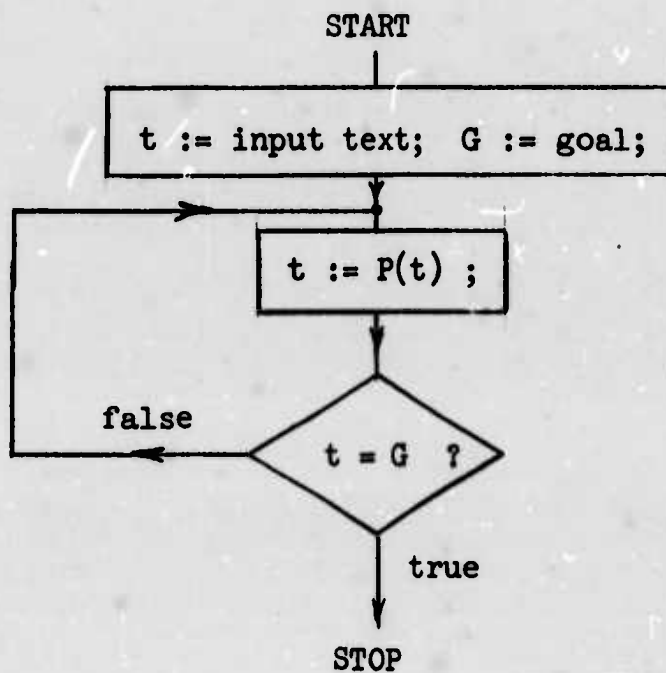 START
t := input text; G := goal;
t := P(t) ;
false
t = G ?
true
STOP